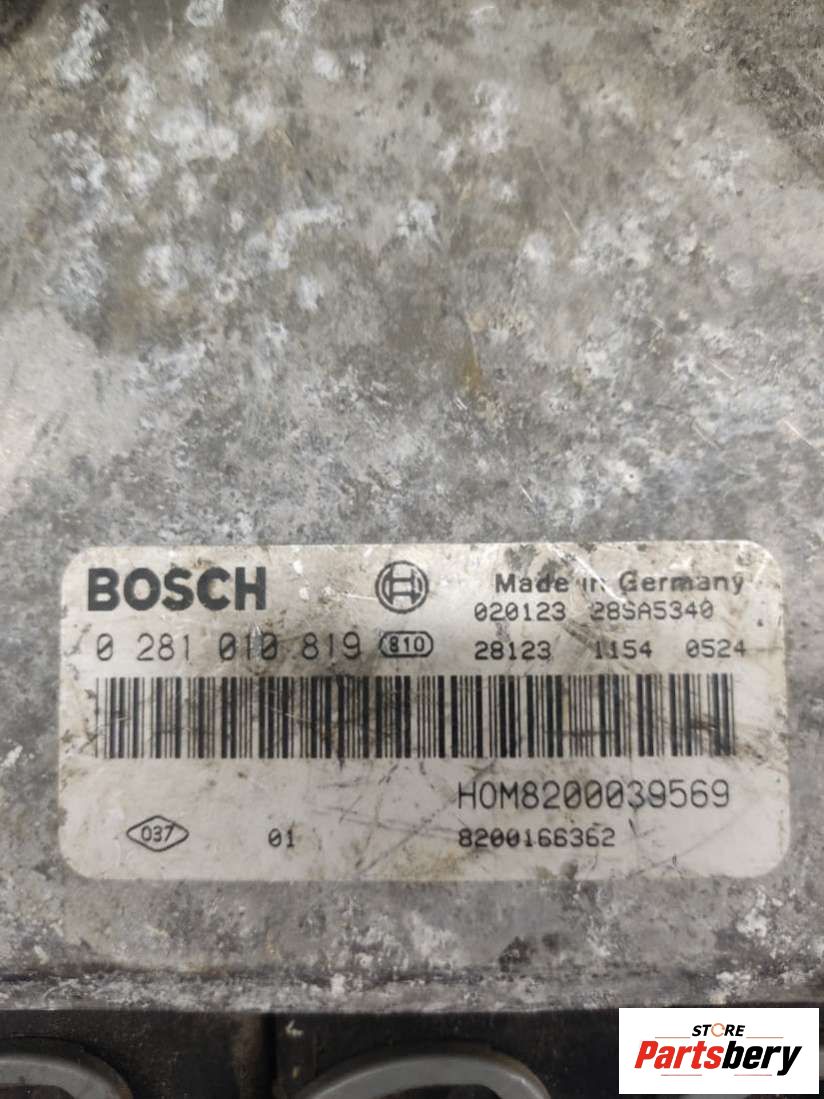 BOSCH
Made in Germany
020123 28SA5340
0 281 010 819 810
28123 1154 0524
HOM8200039569
037 01 8200166362
STORE
Partsbery